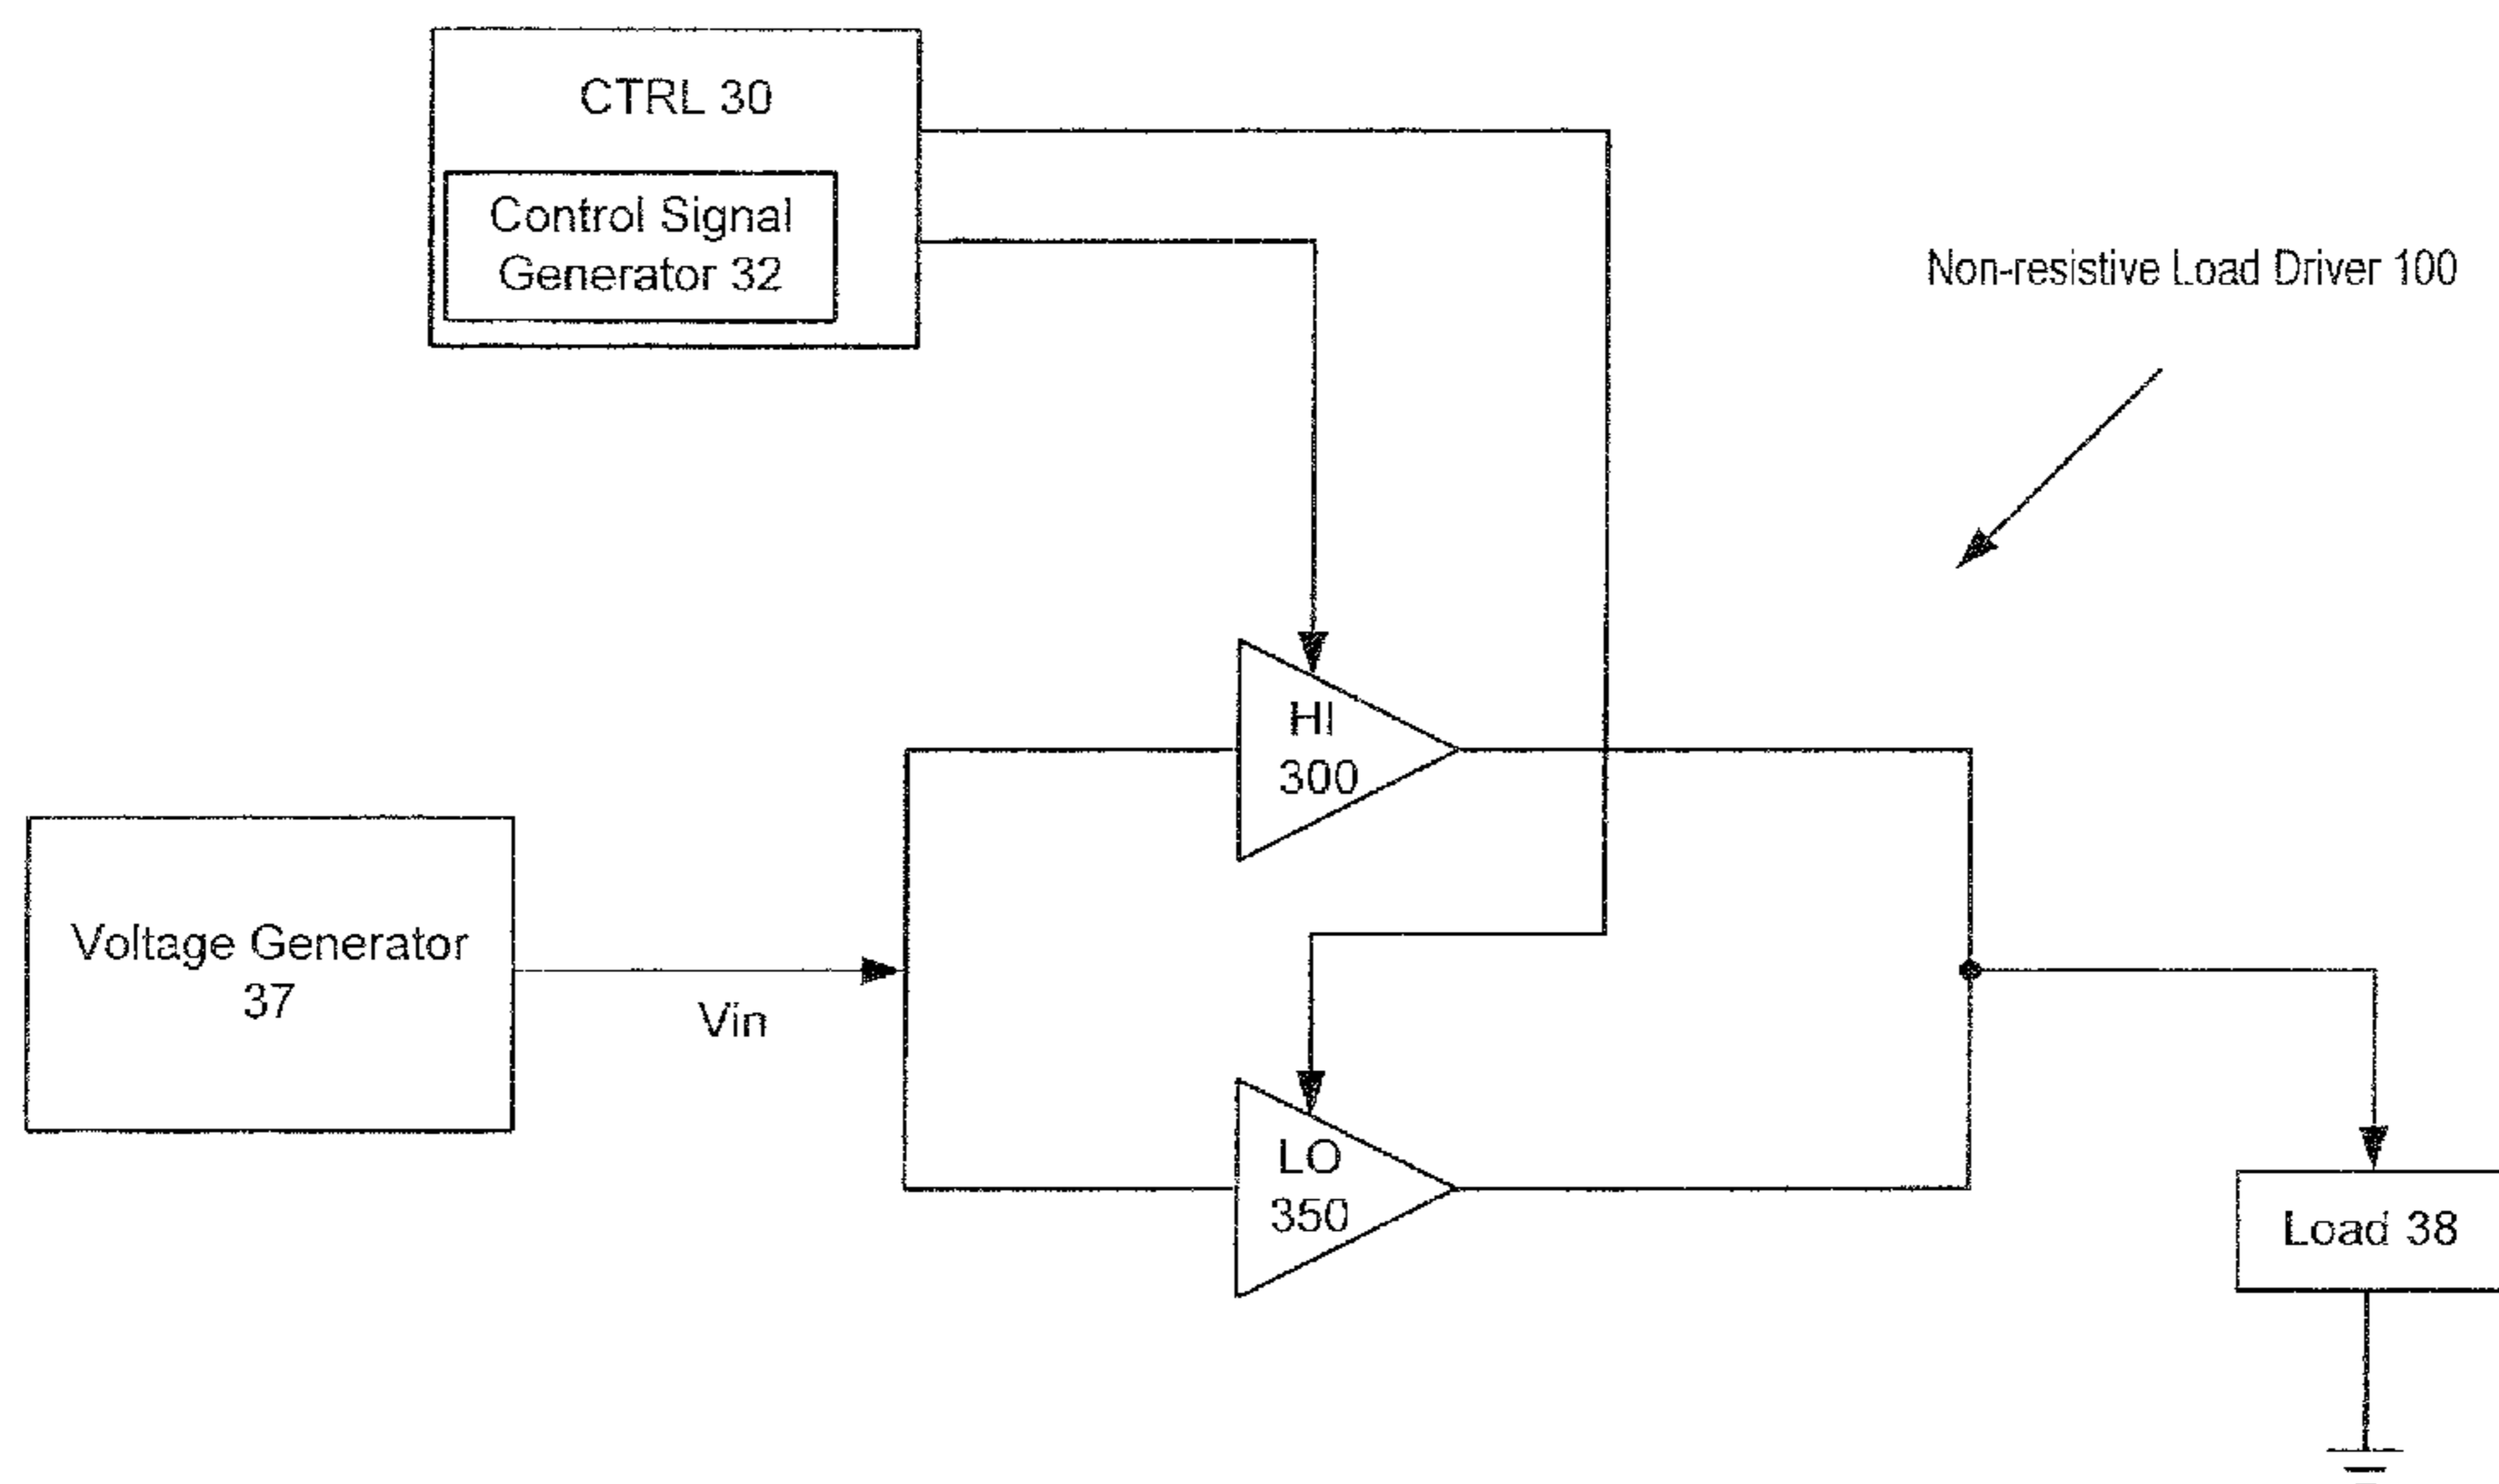 CTRL 30
Control Signal
Generator 32
Non-resistive Load Driver 100
HI
300
Voltage Generator
37
Vin
LO
350
Load 38